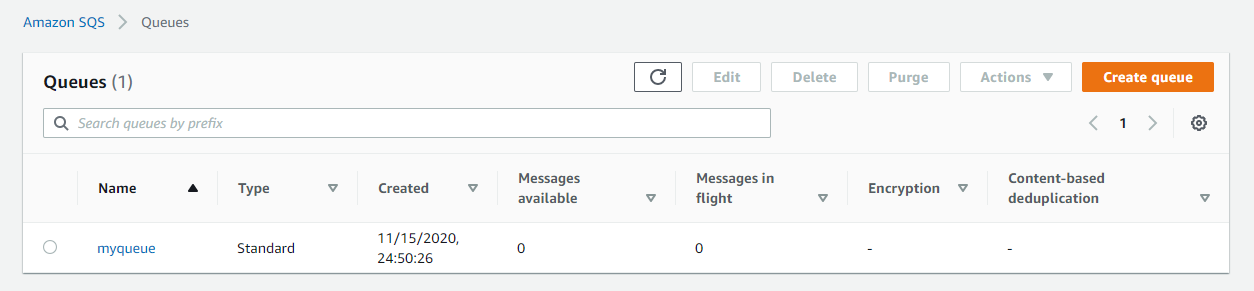 Amazon SQS > Queues
Queues (1)
Edit
Delete
Purge
Actions
Create queue
Search queues by prefix
1
Name
Type
Created
Messages
available
Messages in
flight
Encryption
Content-based
deduplication
myqueue
Standard
11/15/2020,
24:50:26
0
0
-
-